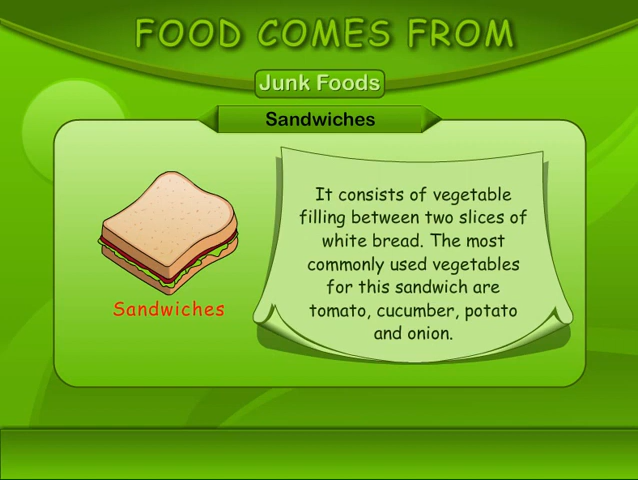 FOOD COMES FROM
Junk Foods
Sandwiches
It consists of vegetable
filling between two slices of
white bread. The most
commonly used vegetables
for this sandwich are
tomato, cucumber, potato
and onion.
Sandwiches